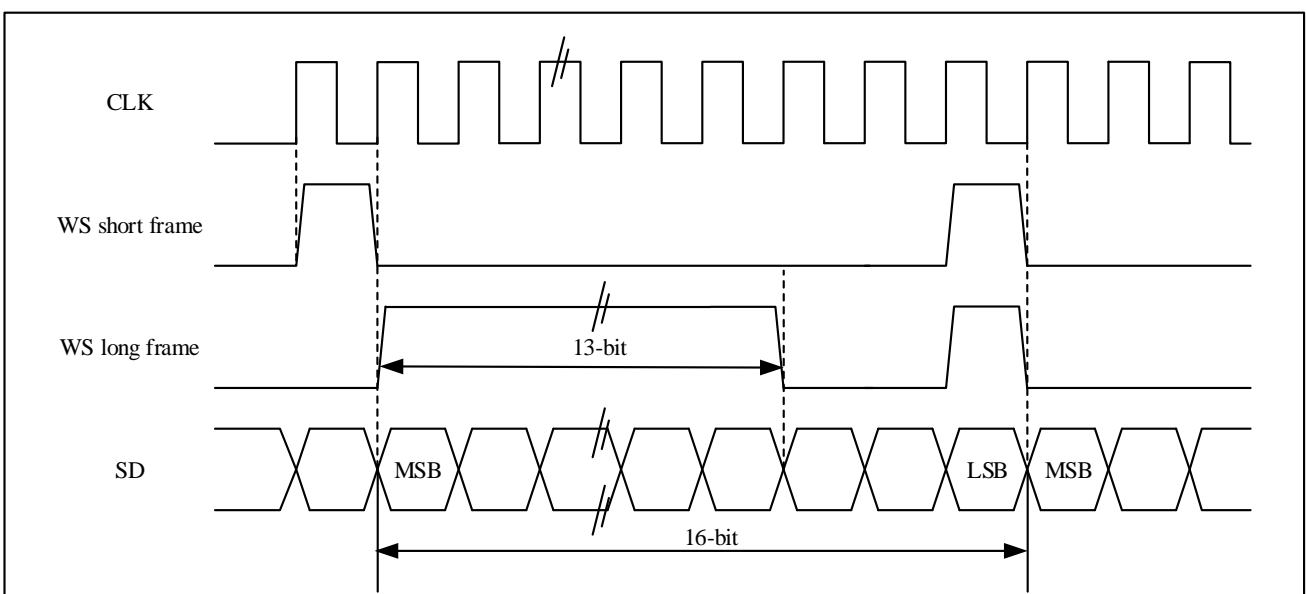 CLK
WS short frame
WS long frame
13-bit
SD
MSB
LSB
MSB
16-bit